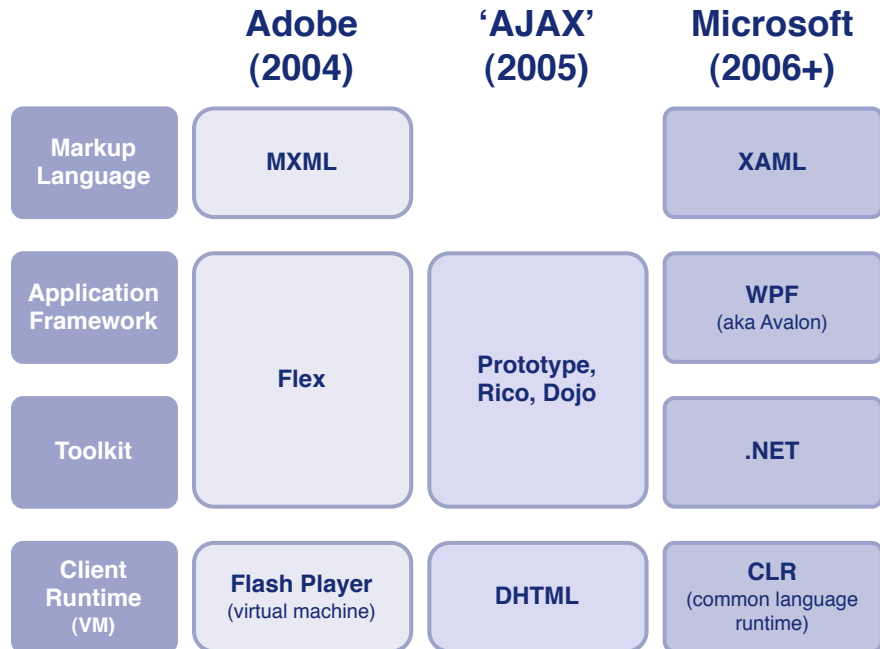 Adobe
(2004)
‘AJAX’
(2005)
Microsoft
(2006+)
Markup
Language
MXML
XAML
Application
Framework
Flex
Prototype,
Rico, Dojo
WPF
(aka Avalon)
Toolkit
.NET
Client
Runtime
(VM)
Flash Player
(virtual machine)
DHTML
CLR
(common language
runtime)